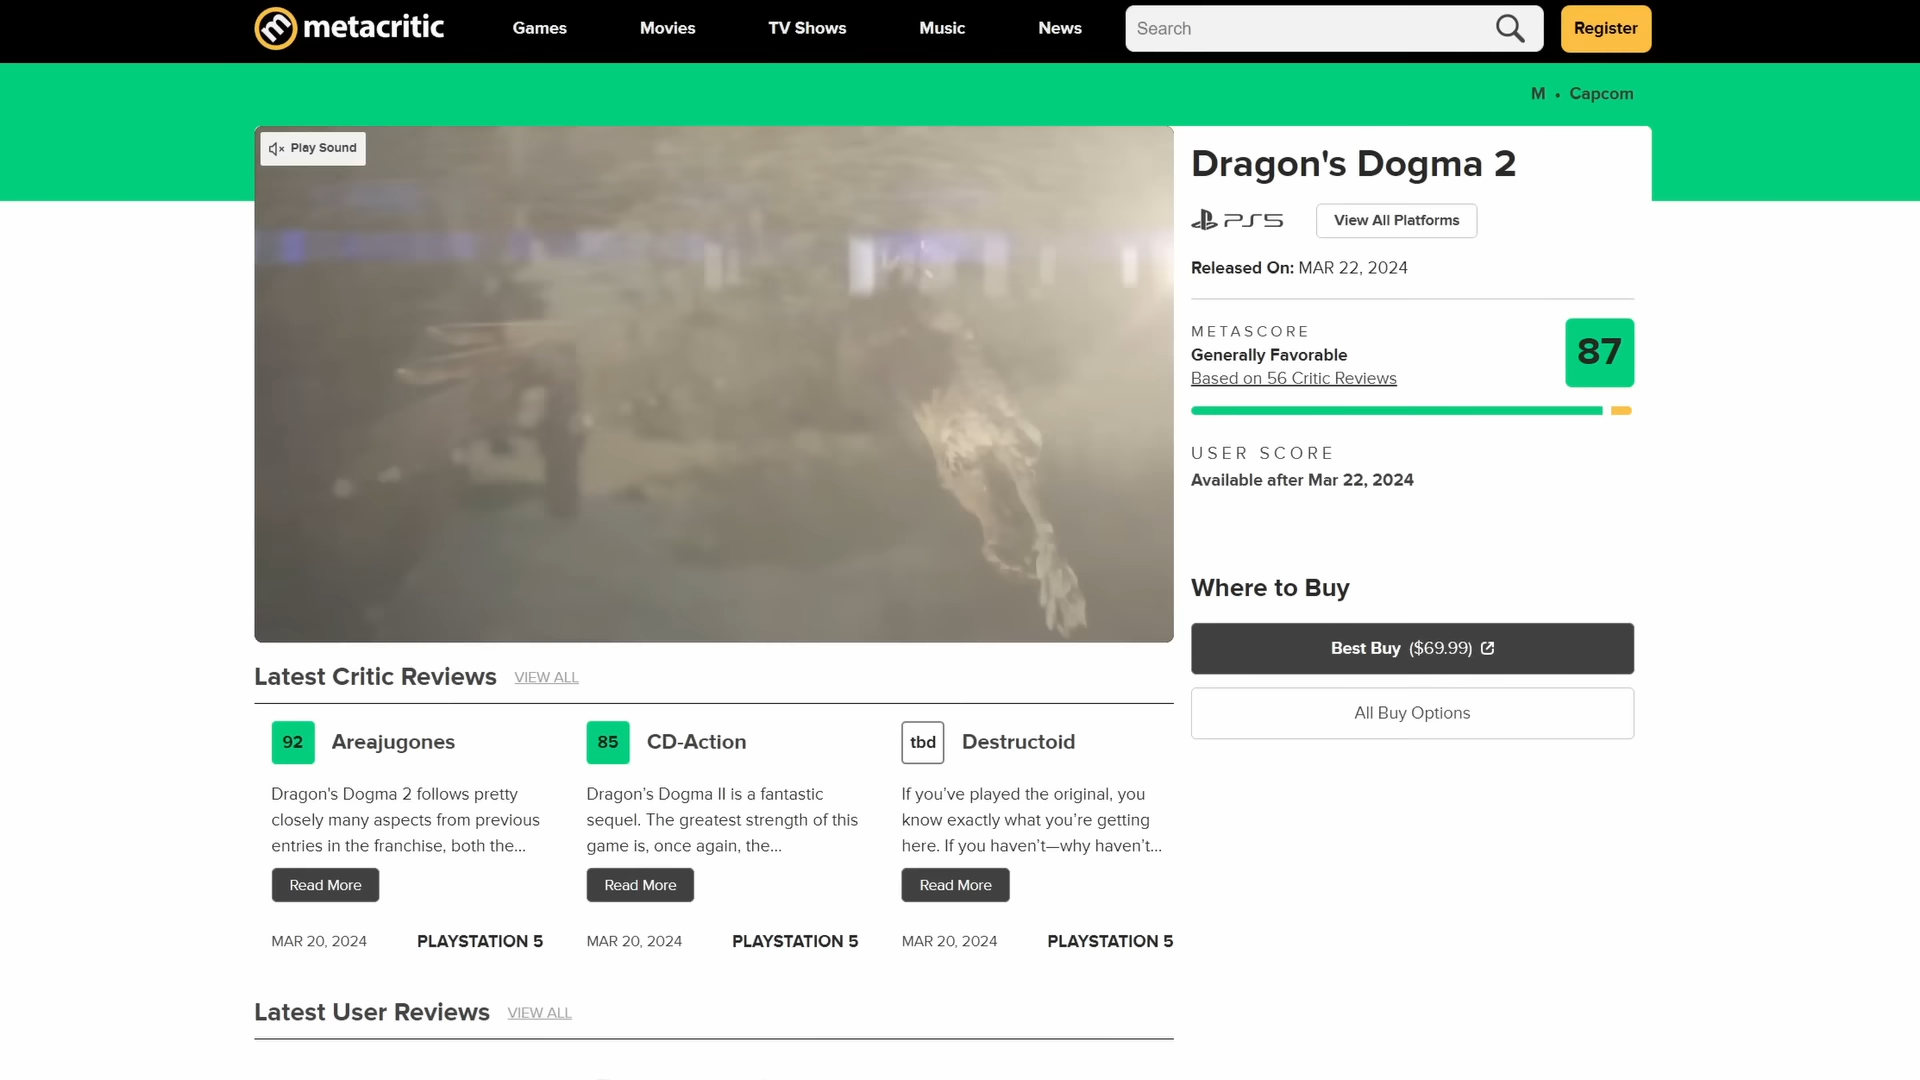 metacritic
Games
Movies
TV Shows
Music
News
Search
Register
M • Capcom
Play Sound
Dragon's Dogma 2
PS5
View All Platforms
Released On: MAR 22, 2024
METASCORE
Generally Favorable
Based on 56 Critic Reviews
87
USER SCORE
Available after Mar 22, 2024
Where to Buy
Best Buy ($69.99)
All Buy Options
Latest Critic Reviews VIEW ALL
92 Areajugones
Dragon's Dogma 2 follows pretty
closely many aspects from previous
entries in the franchise, both the...
Read More
MAR 20, 2024 PLAYSTATION 5
85 CD-Action
Dragon’s Dogma II is a fantastic
sequel. The greatest strength of this
game is, once again, the...
Read More
MAR 20, 2024 PLAYSTATION 5
tbd Destructoid
If you’ve played the original, you
know exactly what you’re getting
here. If you haven’t—why haven’t...
Read More
MAR 20, 2024 PLAYSTATION 5
Latest User Reviews VIEW ALL